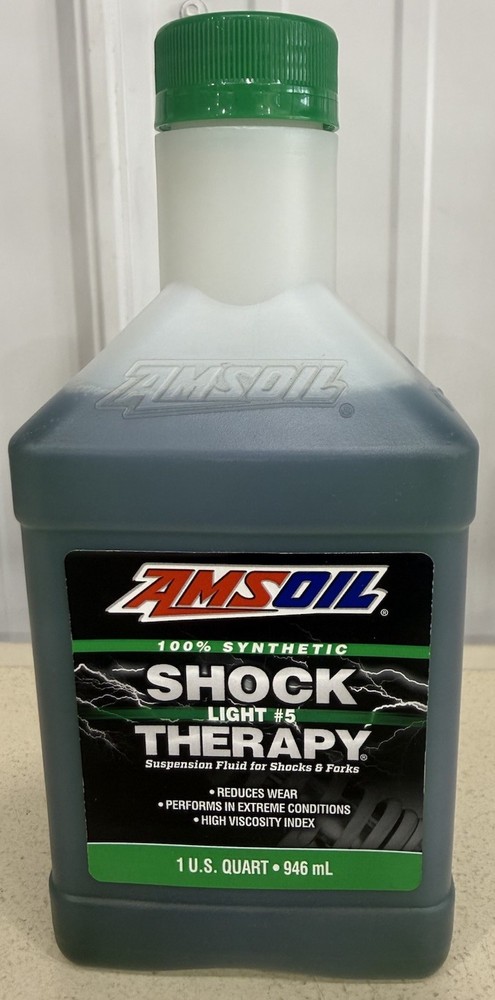 AMSOIL®
AMSOIL®
100% SYNTHETIC
SHOCK
LIGHT #5
THERAPY®
Suspension Fluid for Shocks & Forks
• REDUCES WEAR
• PERFORMS IN EXTREME CONDITIONS
• HIGH VISCOSITY INDEX
1 U.S. QUART • 946 mL